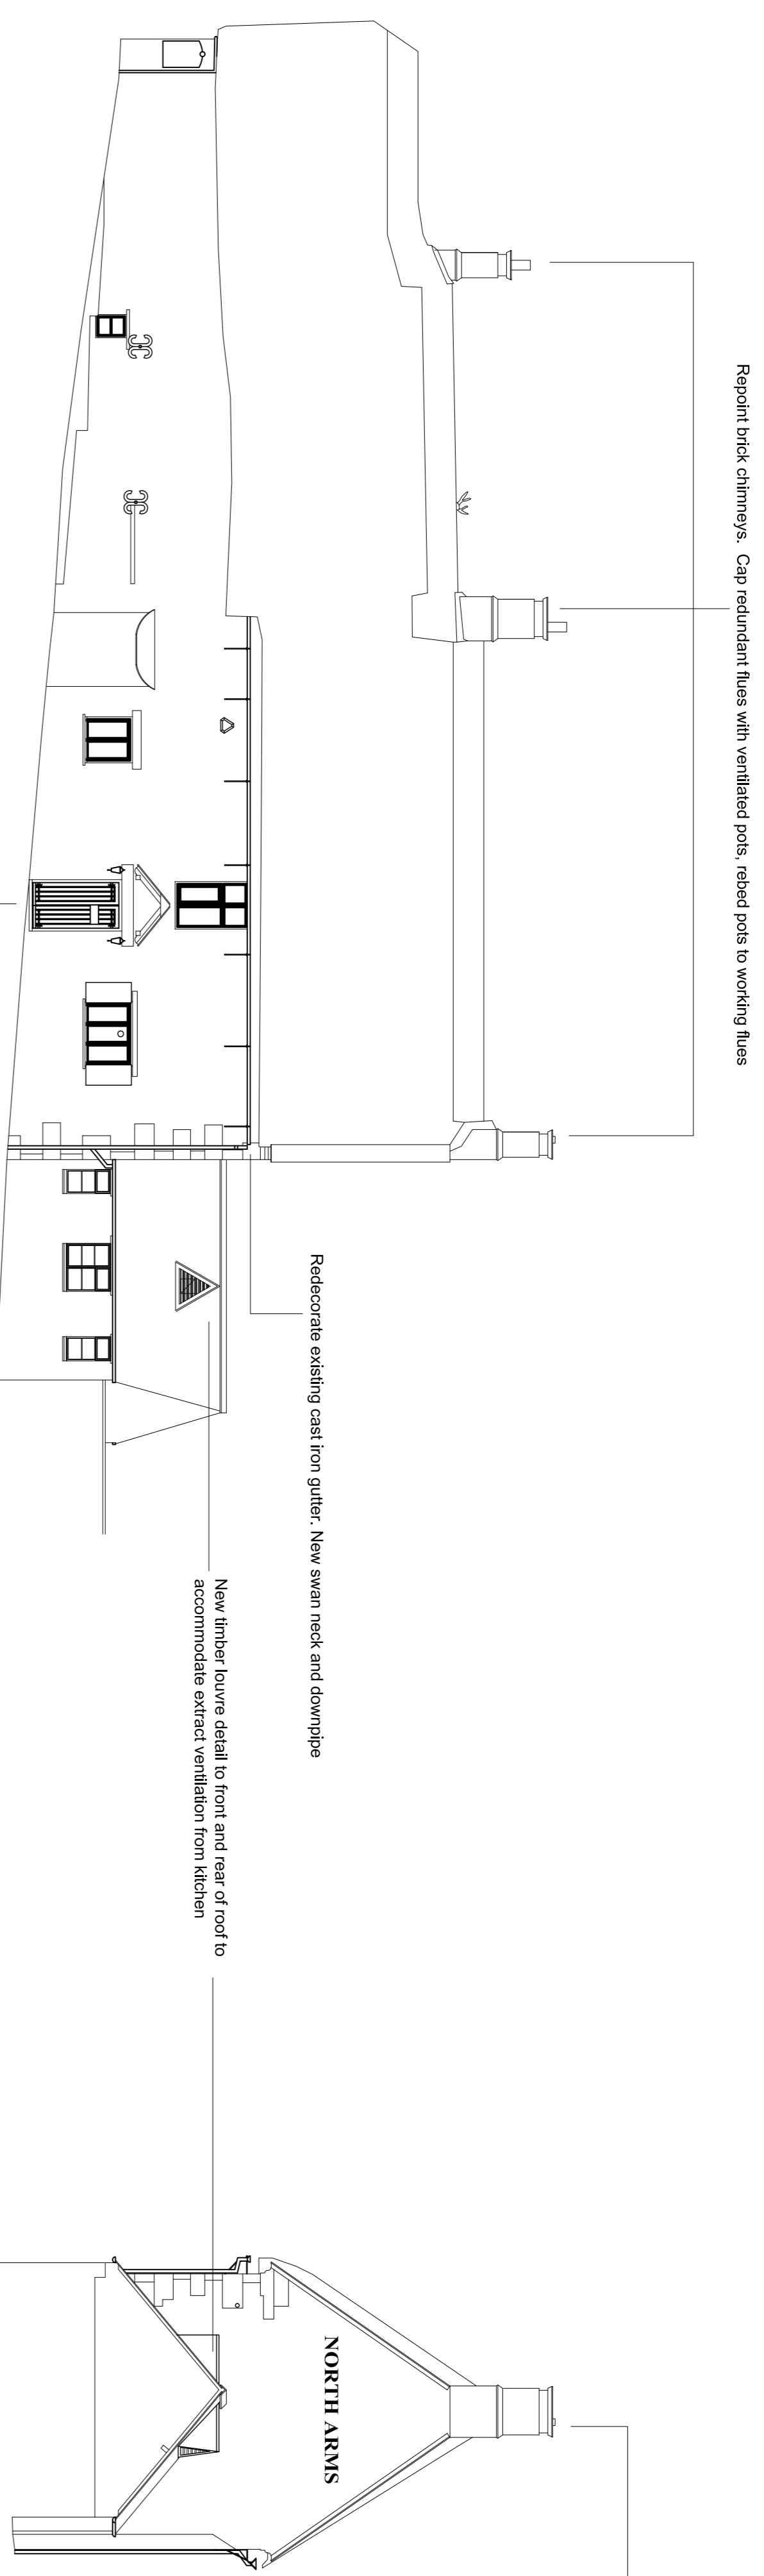 Repoint brick chimneys.  Cap redundant flues with ventilated pots, rebed pots to working flues
Redecorate existing cast iron gutter. New swan neck and downpipe
New timber louvre detail to front and rear of roof to
accommodate extract ventilation from kitchen
NORTH ARMS